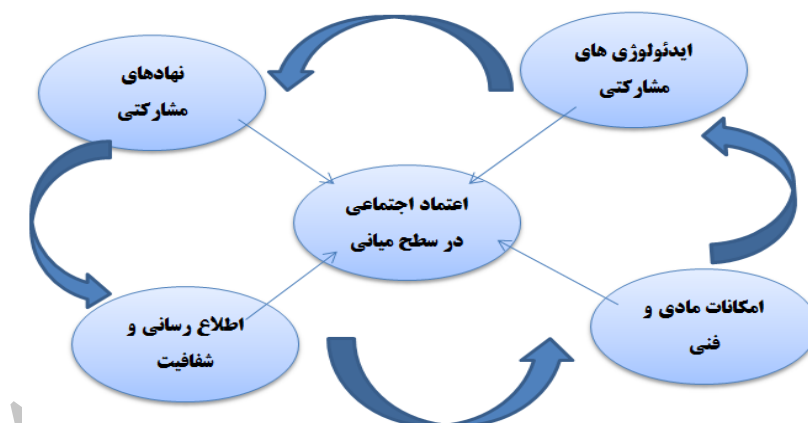 ایدئولوژی های
مشارکتی
نهادهای
مشارکتی
اعتماد اجتماعی
در سطح میانی
امکانات مادی و
فنی
اطلاع رسانی و
شفافیت